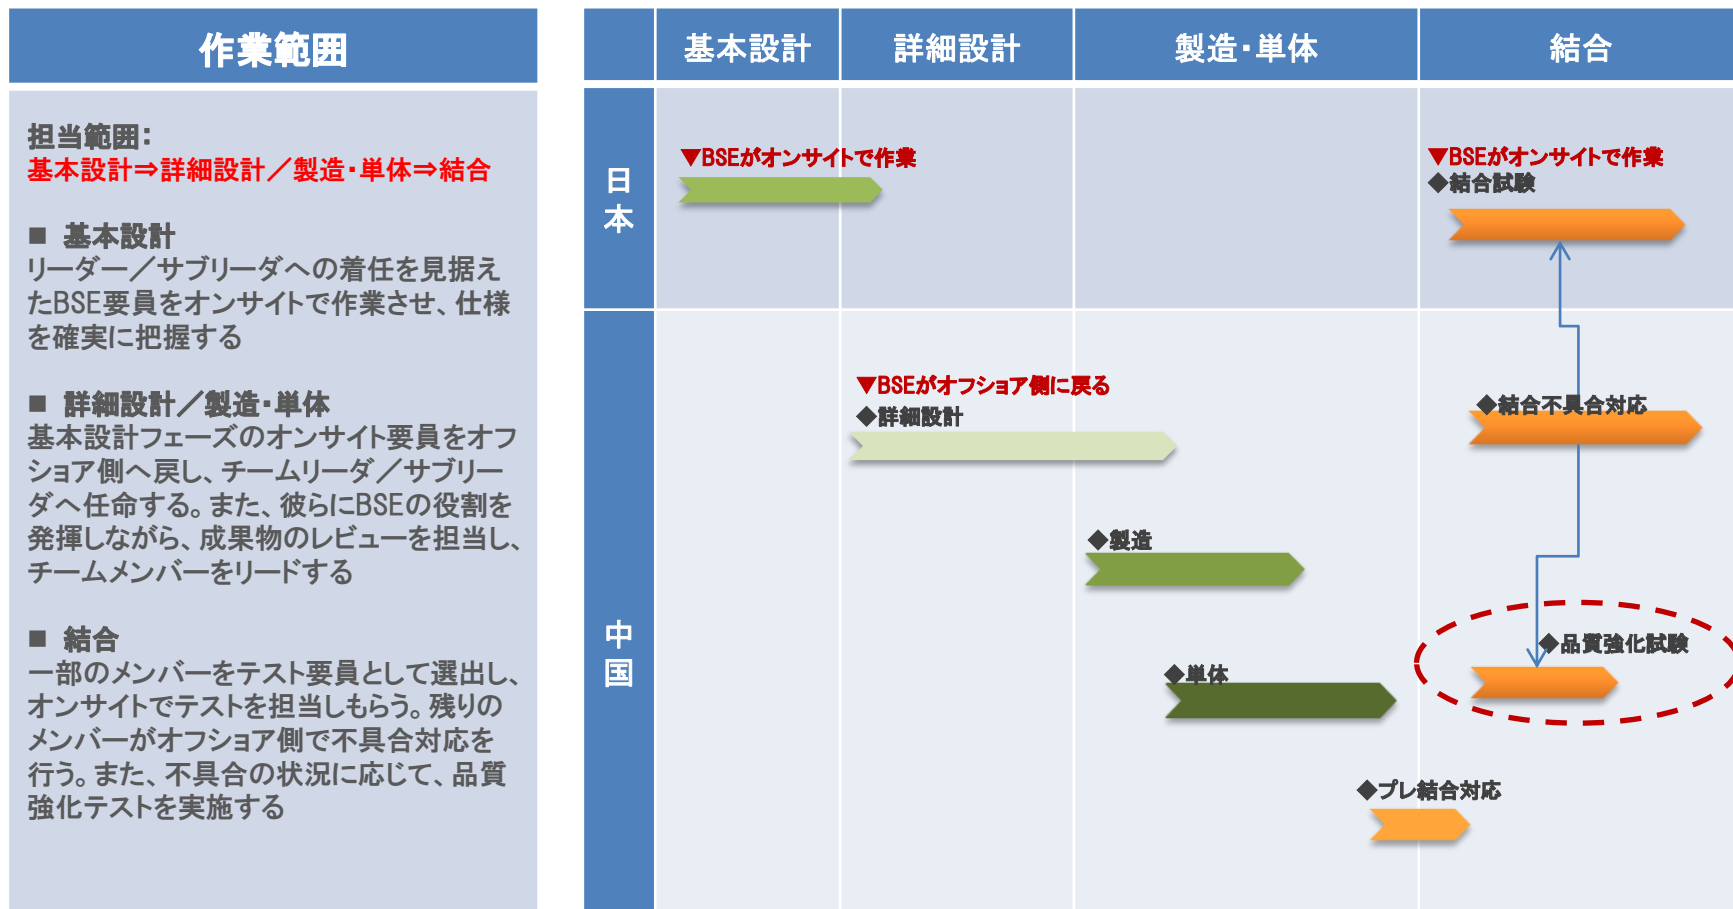 作業範囲
担当範囲：
基本設計⇒詳細設計／製造・単体⇒結合
■ 基本設計
リーダー／サブリーダへの着任を見据え
たBSE要員をオンサイトで作業させ、仕様
を確実に把握する
■ 詳細設計／製造・単体
基本設計フェーズのオンサイト要員をオフ
ショア側へ戻し、チームリーダ／サブリー
ダへ任命する。また、彼らにBSEの役割を
発揮しながら、成果物のレビューを担当し、
チームメンバーをリードする
■ 結合
一部のメンバーをテスト要員として選出し、
オンサイトでテストを担当しもらう。残りの
メンバーがオフショア側で不具合対応を
行う。また、不具合の状況に応じて、品質
強化テストを実施する
基本設計
詳細設計
製造・単体
結合
日本
▼BSEがオンサイトで作業
▼BSEがオンサイトで作業
◆結合試験
中国
▼BSEがオフショア側に戻る
◆詳細設計
◆結合不具合対応
◆製造
◆品質強化試験
◆単体
◆プレ結合対応